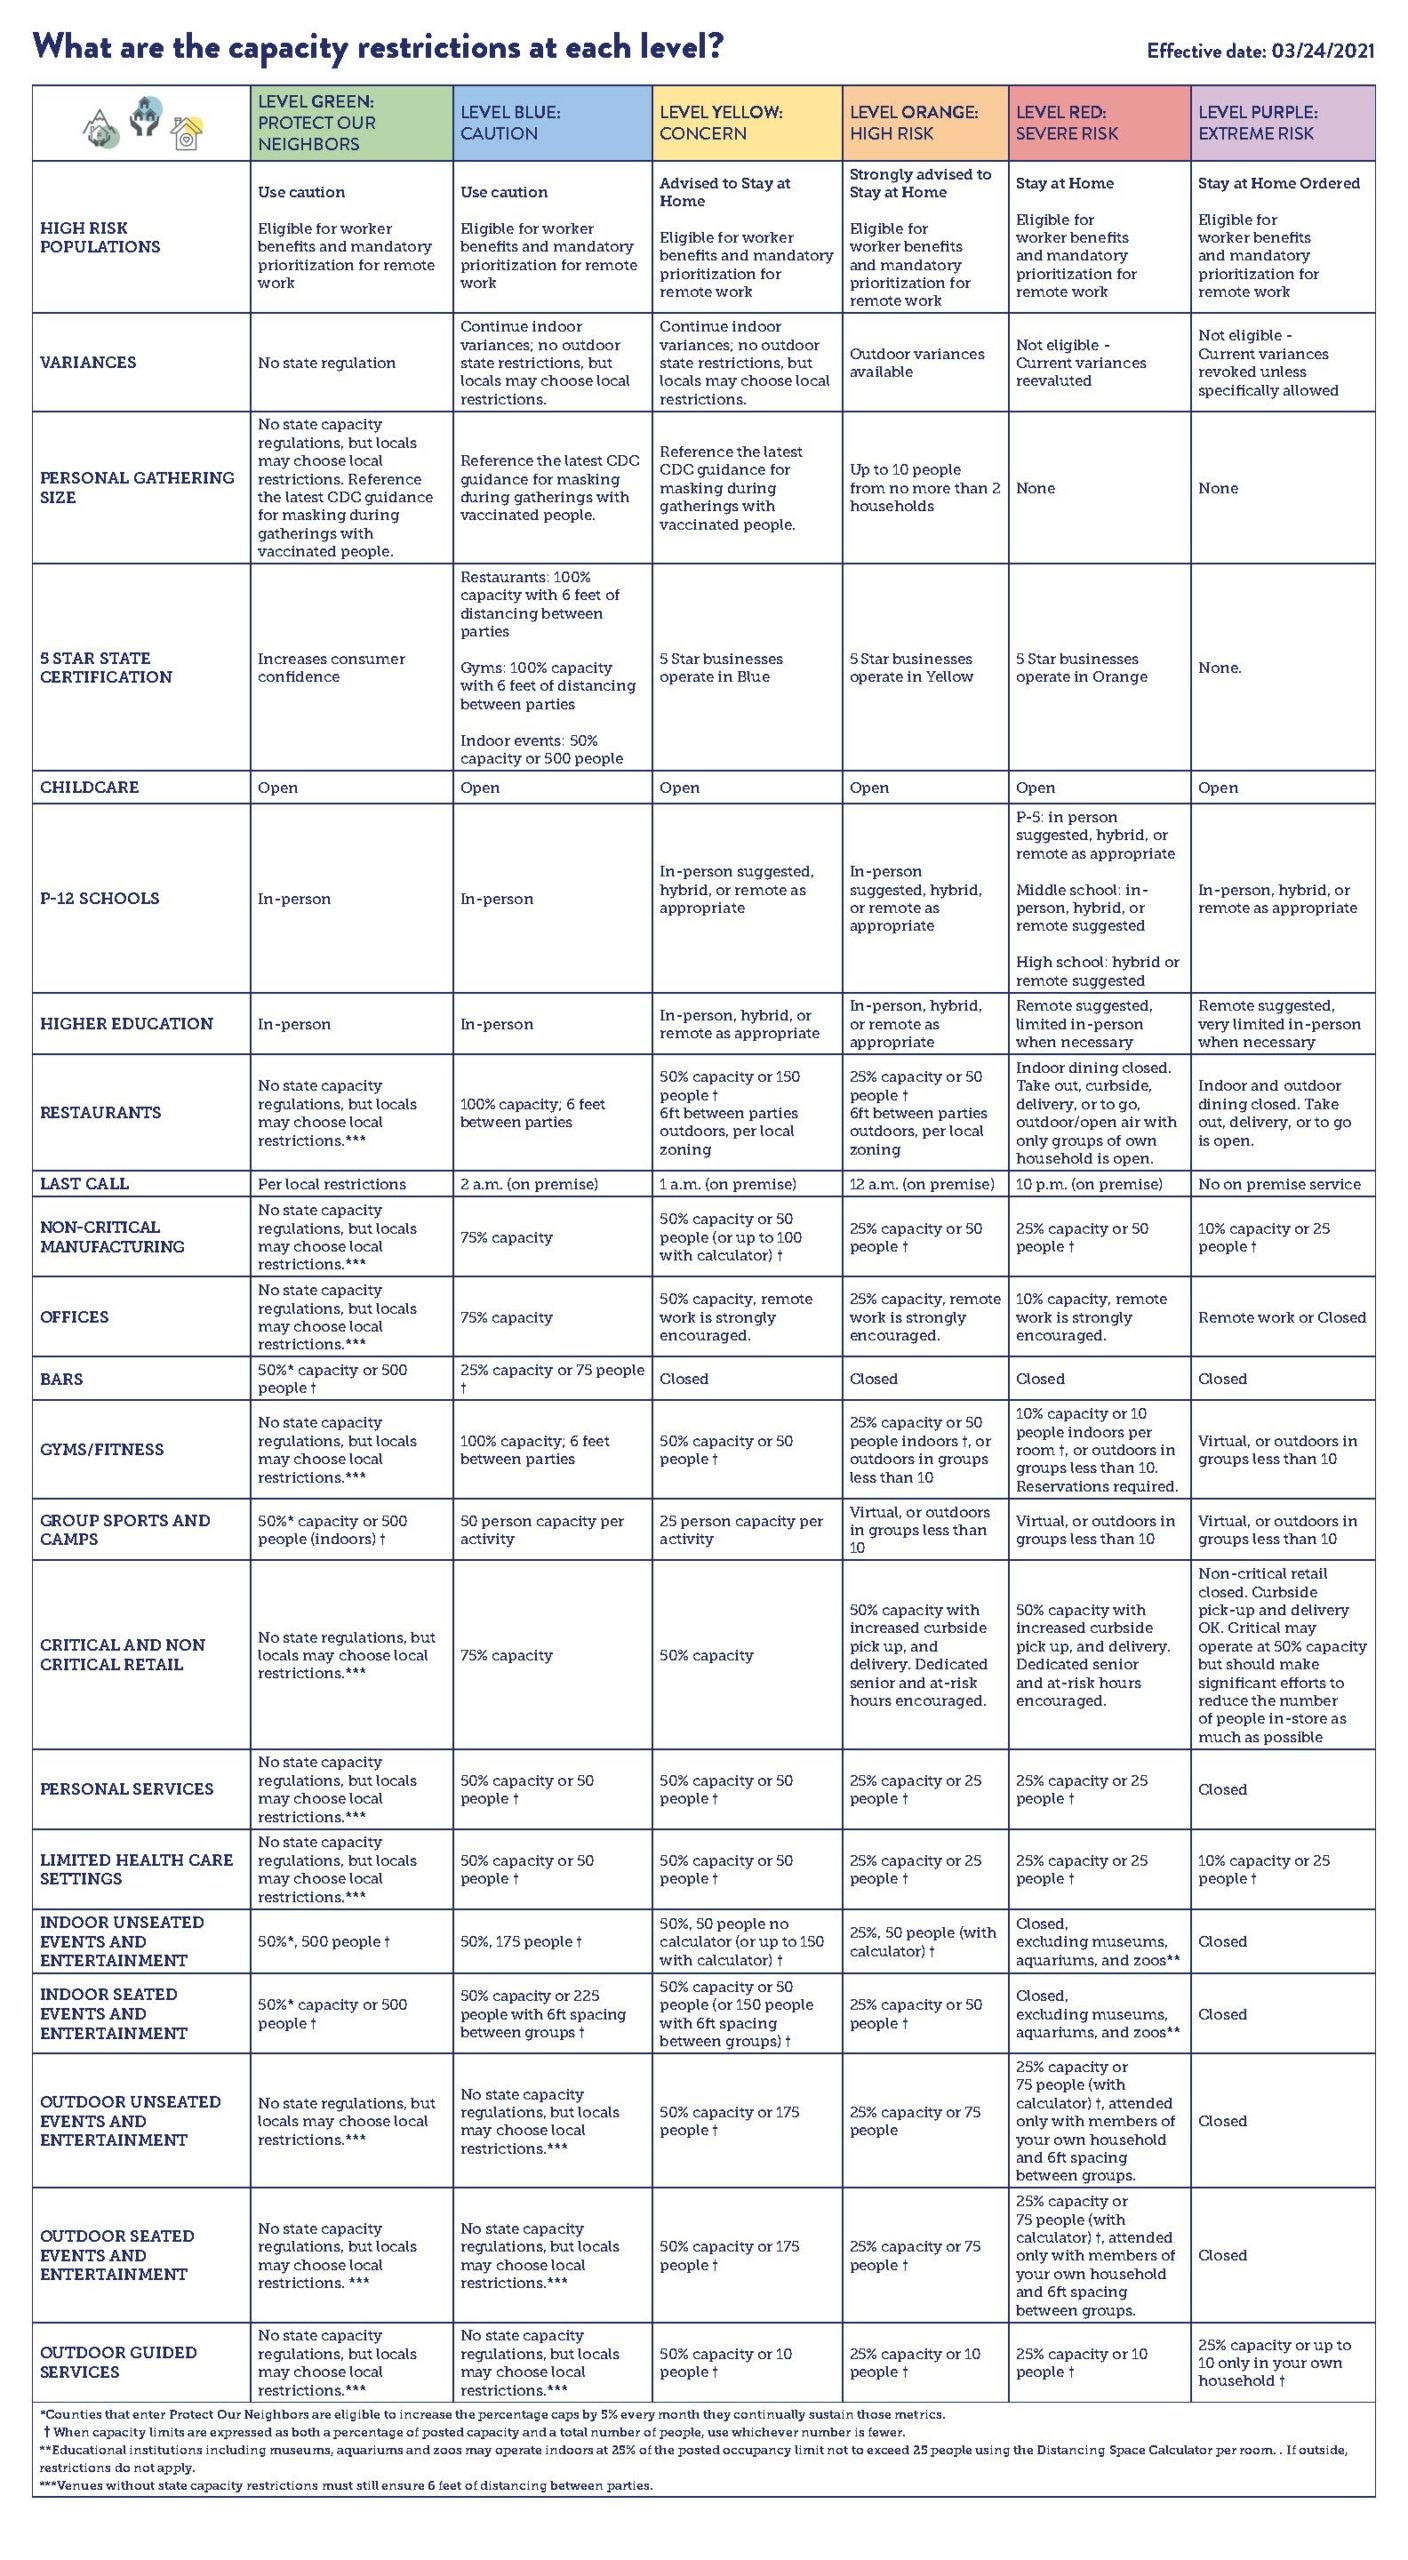 What are the capacity restrictions at each level?
Effective date: 03/24/2021
LEVEL GREEN:
PROTECT OUR
NEIGHBORS
LEVEL BLUE:
CAUTION
LEVEL YELLOW:
CONCERN
LEVEL ORANGE:
HIGH RISK
LEVEL RED:
SEVERE RISK
LEVEL PURPLE:
EXTREME RISK
HIGH RISK
POPULATIONS
Use caution
Eligible for worker
benefits and mandatory
prioritization for remote
work
Use caution
Eligible for worker
benefits and mandatory
prioritization for remote
work
Advised to Stay at
Home
Eligible for worker
benefits and mandatory
prioritization for
remote work
Strongly advised to
Stay at Home
Eligible for
worker benefits
and mandatory
prioritization for
remote work
Stay at Home
Eligible for
worker benefits
and mandatory
prioritization for
remote work
Stay at Home Ordered
Eligible for
worker benefits
and mandatory
prioritization for
remote work
VARIANCES
No state regulation
Continue indoor
variances; no outdoor
state restrictions, but
locals may choose local
restrictions.
Continue indoor
variances; no outdoor
state restrictions, but
locals may choose local
restrictions.
Outdoor variances
available
Not eligible -
Current variances
reevaluted
Not eligible -
Current variances
revoked unless
specifically allowed
PERSONAL GATHERING
SIZE
No state capacity
regulations, but locals
may choose local
restrictions. Reference
the latest CDC guidance
for masking during
gatherings with
vaccinated people.
Reference the latest CDC
guidance for masking
during gatherings with
vaccinated people.
Reference the latest
CDC guidance for
masking during
gatherings with
vaccinated people.
Up to 10 people
from no more than 2
households
None
None
5 STAR STATE
CERTIFICATION
Increases consumer
confidence
Restaurants: 100%
capacity with 6 feet of
distancing between
parties
Gyms: 100% capacity
with 6 feet of distancing
between parties
Indoor events: 50%
capacity or 500 people
5 Star businesses
operate in Blue
5 Star businesses
operate in Yellow
5 Star businesses
operate in Orange
None.
CHILDCARE
Open
Open
Open
Open
Open
Open
P-12 SCHOOLS
In-person
In-person
In-person suggested,
hybrid, or remote as
appropriate
In-person
suggested, hybrid,
or remote as
appropriate
P-5: in person
suggested, hybrid, or
remote as appropriate
Middle school: in-
person, hybrid, or
remote suggested
High school: hybrid or
remote suggested
In-person, hybrid, or
remote as appropriate
HIGHER EDUCATION
In-person
In-person
In-person, hybrid, or
remote as appropriate
In-person, hybrid,
or remote as
appropriate
Remote suggested,
limited in-person
when necessary
Remote suggested,
very limited in-person
when necessary
RESTAURANTS
No state capacity
regulations, but locals
may choose local
restrictions.***
100% capacity; 6 feet
between parties
50% capacity or 150
people †
6ft between parties
outdoors, per local
zoning
25% capacity or 50
people †
6ft between parties
outdoors, per local
zoning
Indoor dining closed.
Take out, curbside,
delivery, or to go,
outdoor/open air with
only groups of own
household is open.
Indoor and outdoor
dining closed. Take
out, delivery, or to go
is open.
LAST CALL
Per local restrictions
2 a.m. (on premise)
1 a.m. (on premise)
12 a.m. (on premise)
10 p.m. (on premise)
No on premise service
NON-CRITICAL
MANUFACTURING
No state capacity
regulations, but locals
may choose local
restrictions.***
75% capacity
50% capacity or 50
people (or up to 100
with calculator) †
25% capacity or 50
people †
25% capacity or 50
people †
10% capacity or 25
people †
OFFICES
No state capacity
regulations, but locals
may choose local
restrictions.***
75% capacity
50% capacity, remote
work is strongly
encouraged.
25% capacity, remote
work is strongly
encouraged.
10% capacity, remote
work is strongly
encouraged.
Remote work or Closed
BARS
50%* capacity or 500
people †
25% capacity or 75 people
†
Closed
Closed
Closed
Closed
GYMS/FITNESS
No state capacity
regulations, but locals
may choose local
restrictions.***
100% capacity; 6 feet
between parties
50% capacity or 50
people †
25% capacity or 50
people indoors †, or
outdoors in groups
less than 10
10% capacity or 10
people indoors per
room †, or outdoors in
groups less than 10.
Reservations required.
Virtual, or outdoors in
groups less than 10
GROUP SPORTS AND
CAMPS
50%* capacity or 500
people (indoors) †
50 person capacity per
activity
25 person capacity per
activity
Virtual, or outdoors
in groups less than
10
Virtual, or outdoors in
groups less than 10
Virtual, or outdoors in
groups less than 10
CRITICAL AND NON
CRITICAL RETAIL
No state regulations, but
locals may choose local
restrictions.***
75% capacity
50% capacity
50% capacity with
increased curbside
pick up, and
delivery. Dedicated
senior and at-risk
hours encouraged.
50% capacity with
increased curbside
pick up, and delivery.
Dedicated senior
and at-risk hours
encouraged.
Non-critical retail
closed. Curbside
pick-up and delivery
OK. Critical may
operate at 50% capacity
but should make
significant efforts to
reduce the number
of people in-store as
much as possible
PERSONAL SERVICES
No state capacity
regulations, but locals
may choose local
restrictions.***
50% capacity or 50
people †
50% capacity or 50
people †
25% capacity or 25
people †
25% capacity or 25
people †
Closed
LIMITED HEALTH CARE
SETTINGS
No state capacity
regulations, but locals
may choose local
restrictions.***
50% capacity or 50
people †
50% capacity or 50
people †
25% capacity or 25
people †
25% capacity or 25
people †
10% capacity or 25
people †
INDOOR UNSEATED
EVENTS AND
ENTERTAINMENT
50%*, 500 people †
50%, 175 people †
50%, 50 people no
calculator (or up to 150
with calculator) †
25%, 50 people (with
calculator) †
Closed,
excluding museums,
aquariums, and zoos**
Closed
INDOOR SEATED
EVENTS AND
ENTERTAINMENT
50%* capacity or 500
people †
50% capacity or 225
people with 6ft spacing
between groups †
50% capacity or 50
people (or 150 people
with 6ft spacing
between groups) †
25% capacity or 50
people †
Closed,
excluding museums,
aquariums, and zoos**
Closed
OUTDOOR UNSEATED
EVENTS AND
ENTERTAINMENT
No state regulations, but
locals may choose local
restrictions.***
No state capacity
regulations, but locals
may choose local
restrictions.***
50% capacity or 175
people †
25% capacity or 75
people
25% capacity or
75 people (with
calculator) †, attended
only with members of
your own household
and 6ft spacing
between groups.
Closed
OUTDOOR SEATED
EVENTS AND
ENTERTAINMENT
No state capacity
regulations, but locals
may choose local
restrictions. ***
No state capacity
regulations, but locals
may choose local
restrictions.***
50% capacity or 175
people †
25% capacity or 75
people †
25% capacity or
75 people (with
calculator) †, attended
only with members of
your own household
and 6ft spacing
between groups.
Closed
OUTDOOR GUIDED
SERVICES
No state capacity
regulations, but locals
may choose local
restrictions.***
No state capacity
regulations, but locals
may choose local
restrictions.***
50% capacity or 10
people †
25% capacity or 10
people †
25% capacity or 10
people †
25% capacity or up to
10 only in your own
household †
*Counties that enter Protect Our Neighbors are eligible to increase the percentage caps by 5% every month they continually sustain those metrics.
† When capacity limits are expressed as both a percentage of posted capacity and a total number of people, use whichever number is fewer.
**Educational institutions including museums, aquariums and zoos may operate indoors at 25% of the posted occupancy limit not to exceed 25 people using the Distancing Space Calculator per room. . If outside,
restrictions do not apply.
***Venues without state capacity restrictions must still ensure 6 feet of distancing between parties.